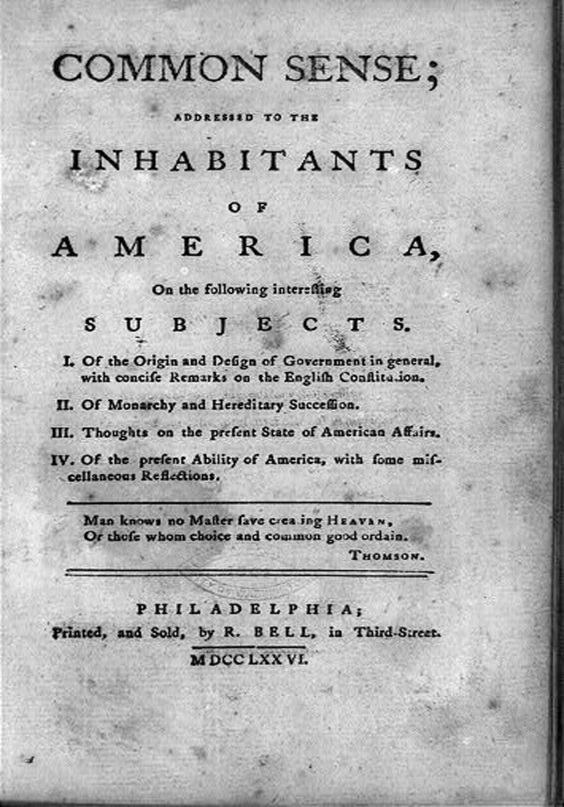 COMMON SENSE;
ADDRESSED TO THE
INHABITANTS
OF
AMERICA,
On the following intereſting
SUBJECTS.
I. Of the Origin and Deſign of Government in general,
with conciſe Remarks on the Engliſh Conſtitution.
II. Of Monarchy and Hereditary Succeſſion.
III. Thoughts on the preſent State of American Affairs.
IV. Of the preſent Ability of America, with ſome miſ-
cellaneous Reflections.
Man knows no Maſter ſave creating HEAVEN,
Or thoſe whom choice and common good ordain.
THOMSON.
PHILADELPHIA;
Printed, and Sold, by R. BELL, in Third-Street.
MDCCLXXVI.